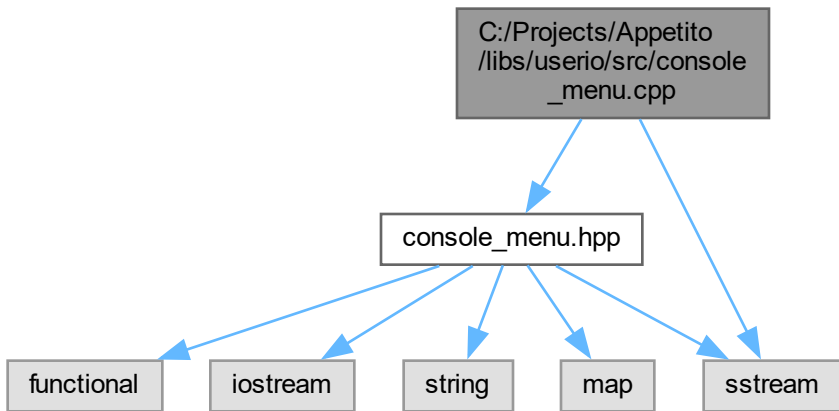 C:/Projects/Appetito
/libs/userio/src/console
_menu.cpp
console_menu.hpp
functional
iostream
string
map
sstream